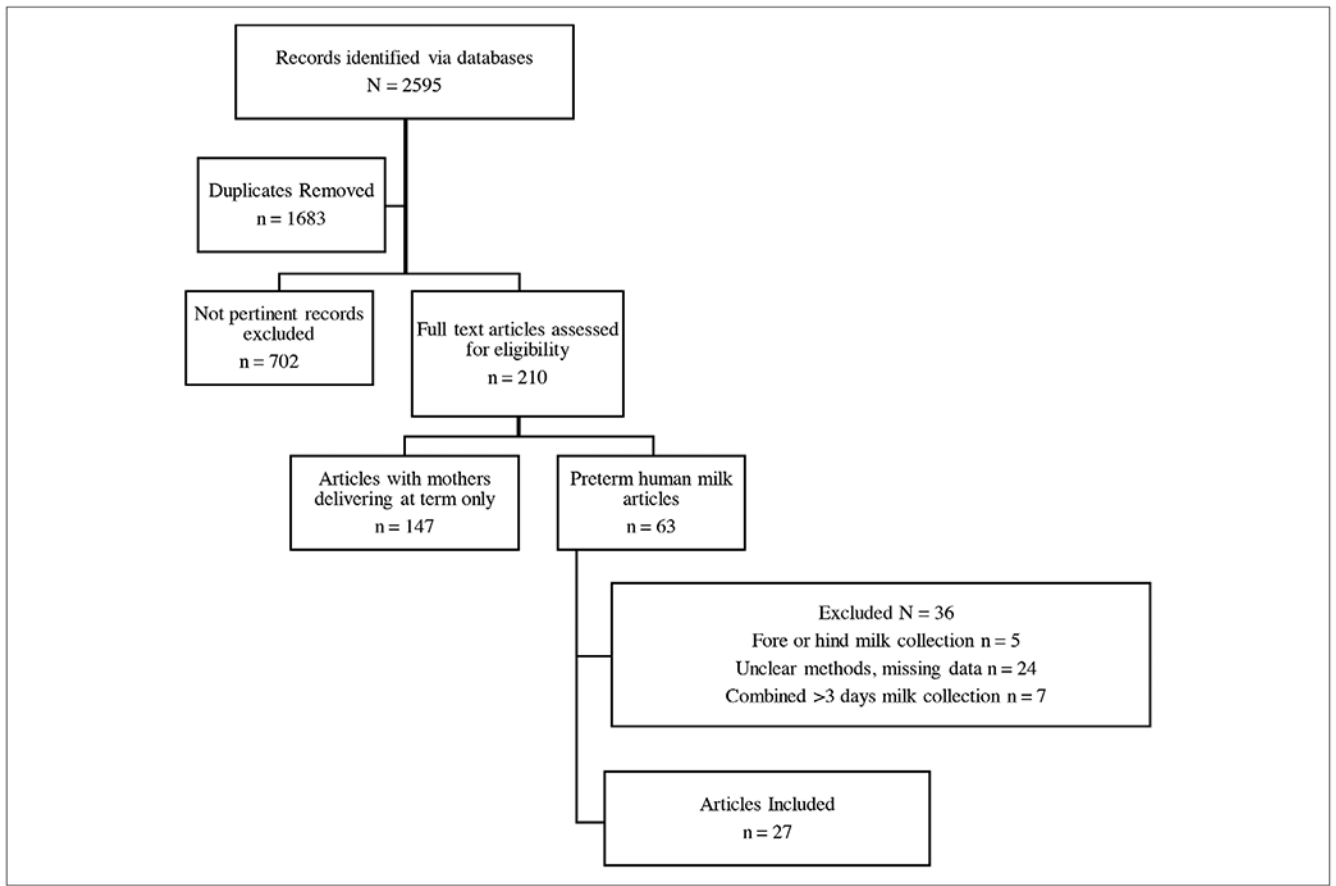 Records identified via databases
N = 2595
Duplicates Removed
n = 1683
Not pertinent records
excluded
n = 702
Full text articles assessed
for eligibility
n = 210
Articles with mothers
delivering at term only
n = 147
Preterm human milk
articles
n = 63
Excluded N = 36
Fore or hind milk collection n = 5
Unclear methods, missing data n = 24
Combined >3 days milk collection n = 7
Articles Included
n = 27